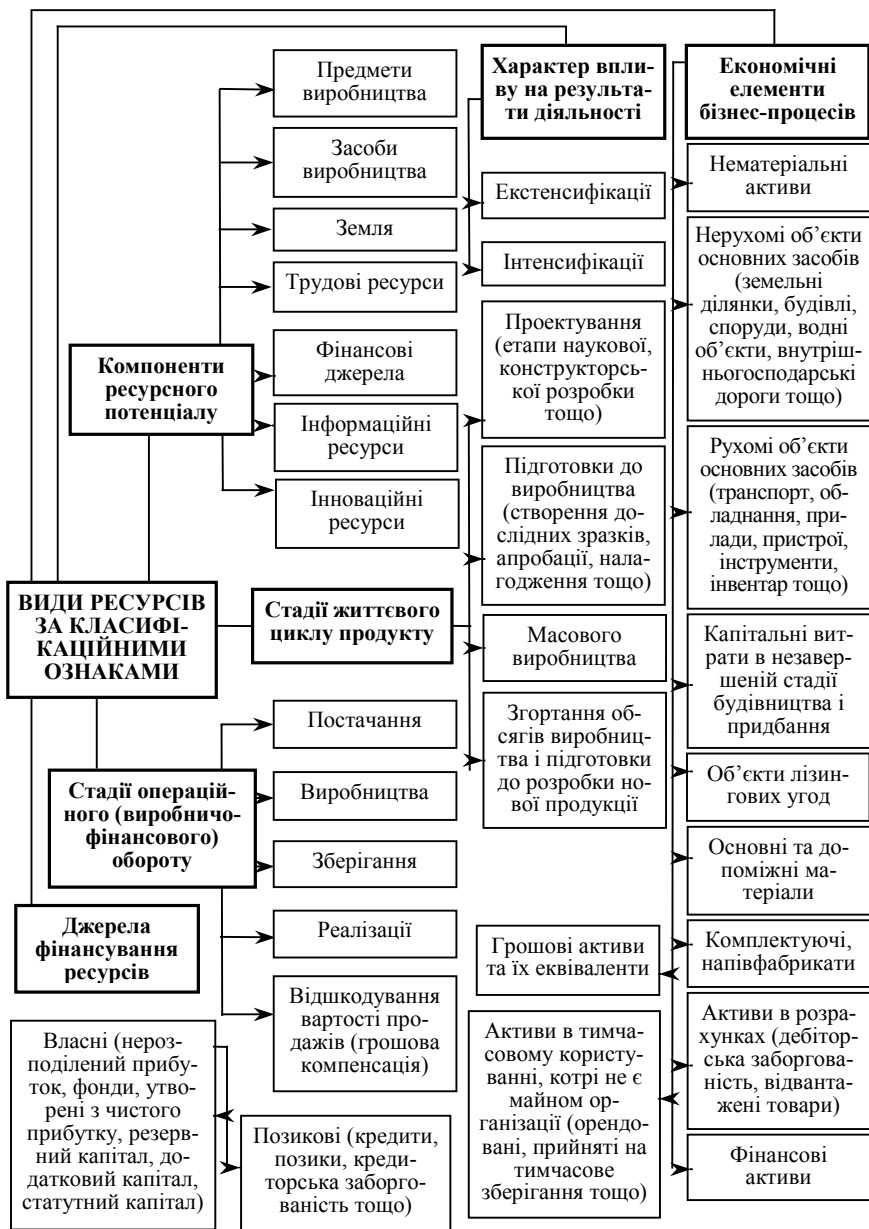 Предмети
виробництва
Засоби
виробництва
Земля
Трудові ресурси
Компоненти
ресурсного
потенціалу
Фінансові
джерела
Інформаційні
ресурси
Інноваційні
ресурси
Характер впли-
ву на результа-
ти діяльності
Екстенсифікації
Інтенсифікації
Проектування
(етапи наукової,
конструкторсь-
кої розробки
тощо)
Підготовки до
виробництва
(створення до-
слідних зразків,
апробації, нала-
годження тощо)
Економічні
елементи
бізнес-процесів
Нематеріальні
активи
Нерухомі об’єкти
основних засобів
(земельні
ділянки, будівлі,
споруди, водні
об’єкти, внутріш-
ньогосподарські
дороги тощо)
Рухомі об’єкти
основних засобів
(транспорт, об-
ладнання, при-
лади, пристрої,
інструменти,
інвентар тощо)
ВИДИ РЕСУРСІВ
ЗА КЛАСИФІ-
КАЦІЙНИМИ
ОЗНАКАМИ
Стадії життєвого
циклу продукту
Масового
виробництва
Згортання об-
сягів виробниц-
тва і підготовки
до розробки но-
вої продукції
Капітальні вит-
рати в незавер-
шеній стадії
будівництва і
придбання
Об’єкти лізин-
гових угод
Основні та до-
поміжні ма-
теріали
Комплектуючі,
напівфабрикати
Активи в розра-
хунках (дебітор-
ська заборгова-
ність, відванта-
жені товари)
Фінансові
активи
Стадії операцій-
ного (виробничо-
фінансового)
обороту
Постачання
Виробництва
Зберігання
Реалізації
Відшкодування
вартості про-
дажів (грошова
компенсація)
Грошові активи
та їх еквіваленти
Активи в тимча-
совому користу-
ванні, котрі не є
майном ор-
ганізації (орендо-
вані, прийняті на
тимчасове
зберігання тощо)
Джерела
фінансування
ресурсів
Власні (нероз-
поділений прибу-
ток, фонди, утво-
рені з чистого
прибутку, резерв-
ний капітал, до-
датковий капітал,
статутний капітал)
Позикові (кредити,
позики, креди-
торська заборго-
ваність тощо)